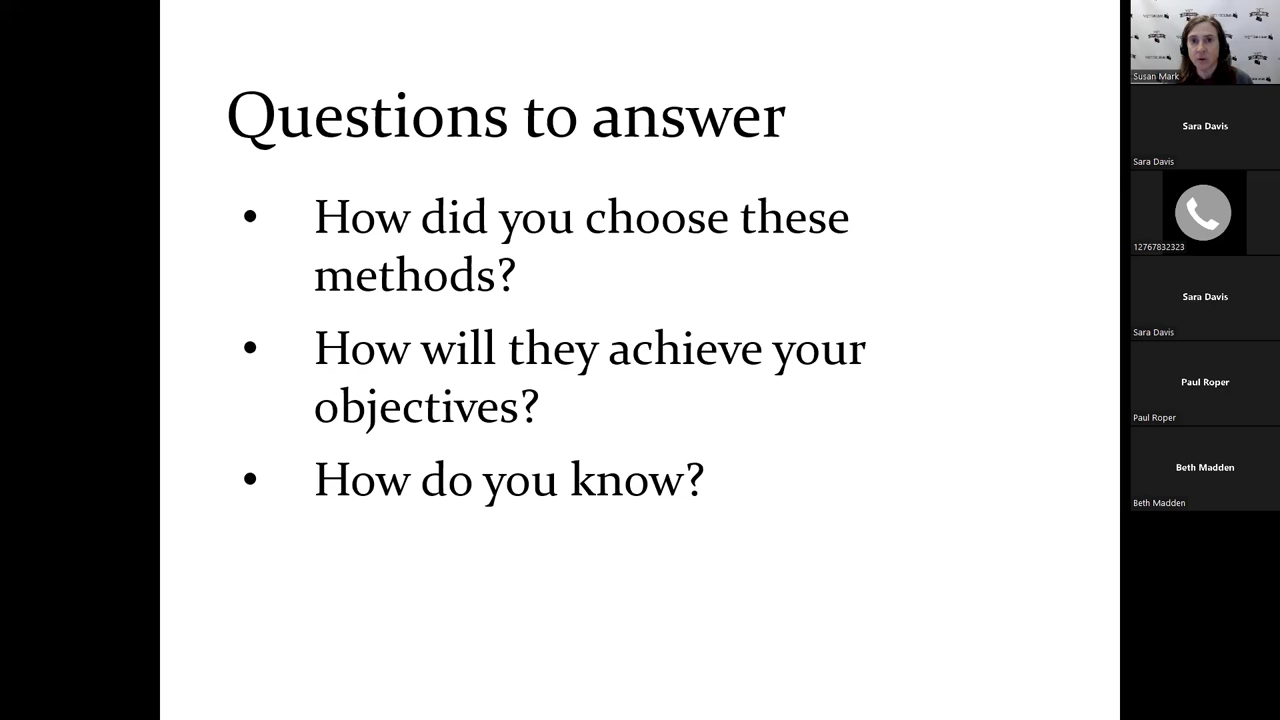 Questions to answer
• How did you choose these
methods?
• How will they achieve your
objectives?
• How do you know?
Susan Mark
Sara Davis
Sara Davis
12767832323
Sara Davis
Sara Davis
Paul Roper
Paul Roper
Beth Madden
Beth Madden